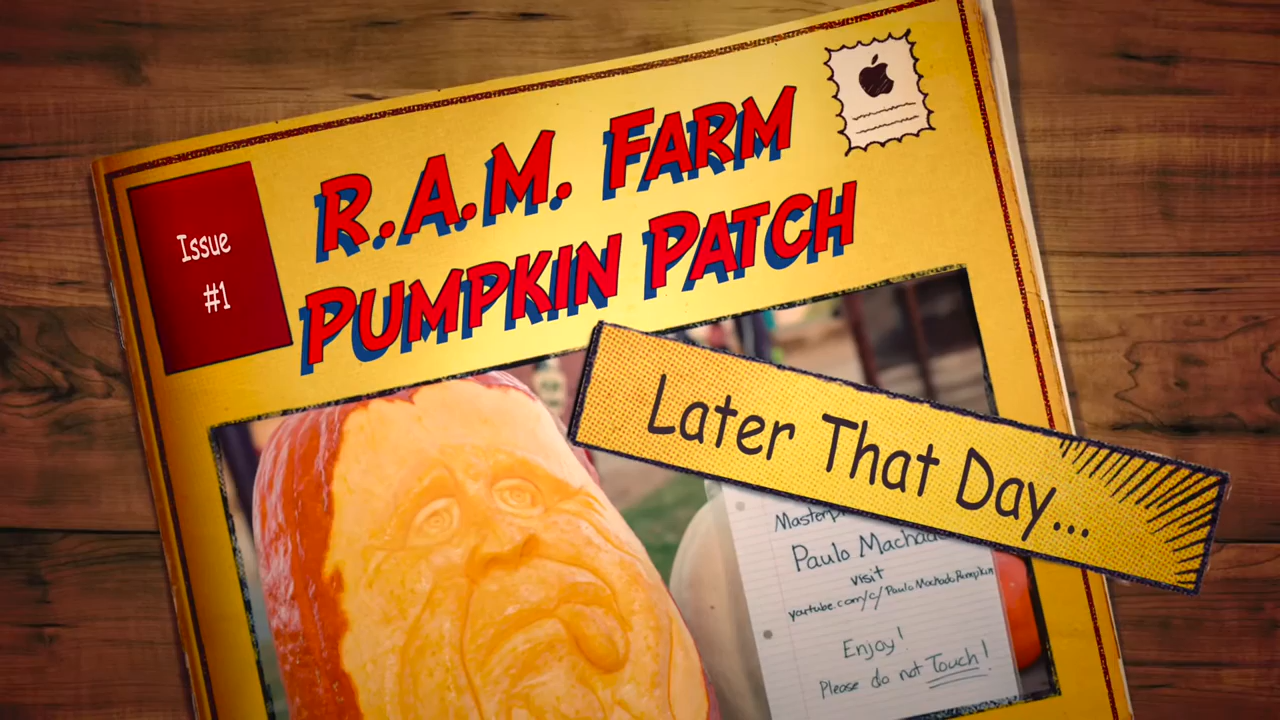 R.A.M. FARM
PUMPKIN PATCH
Issue
#1
Later That Day...
Paulo Machado
visit
youtube.com/c/PauloMachadoPumpkin
Enjoy!
Please do not Touch!